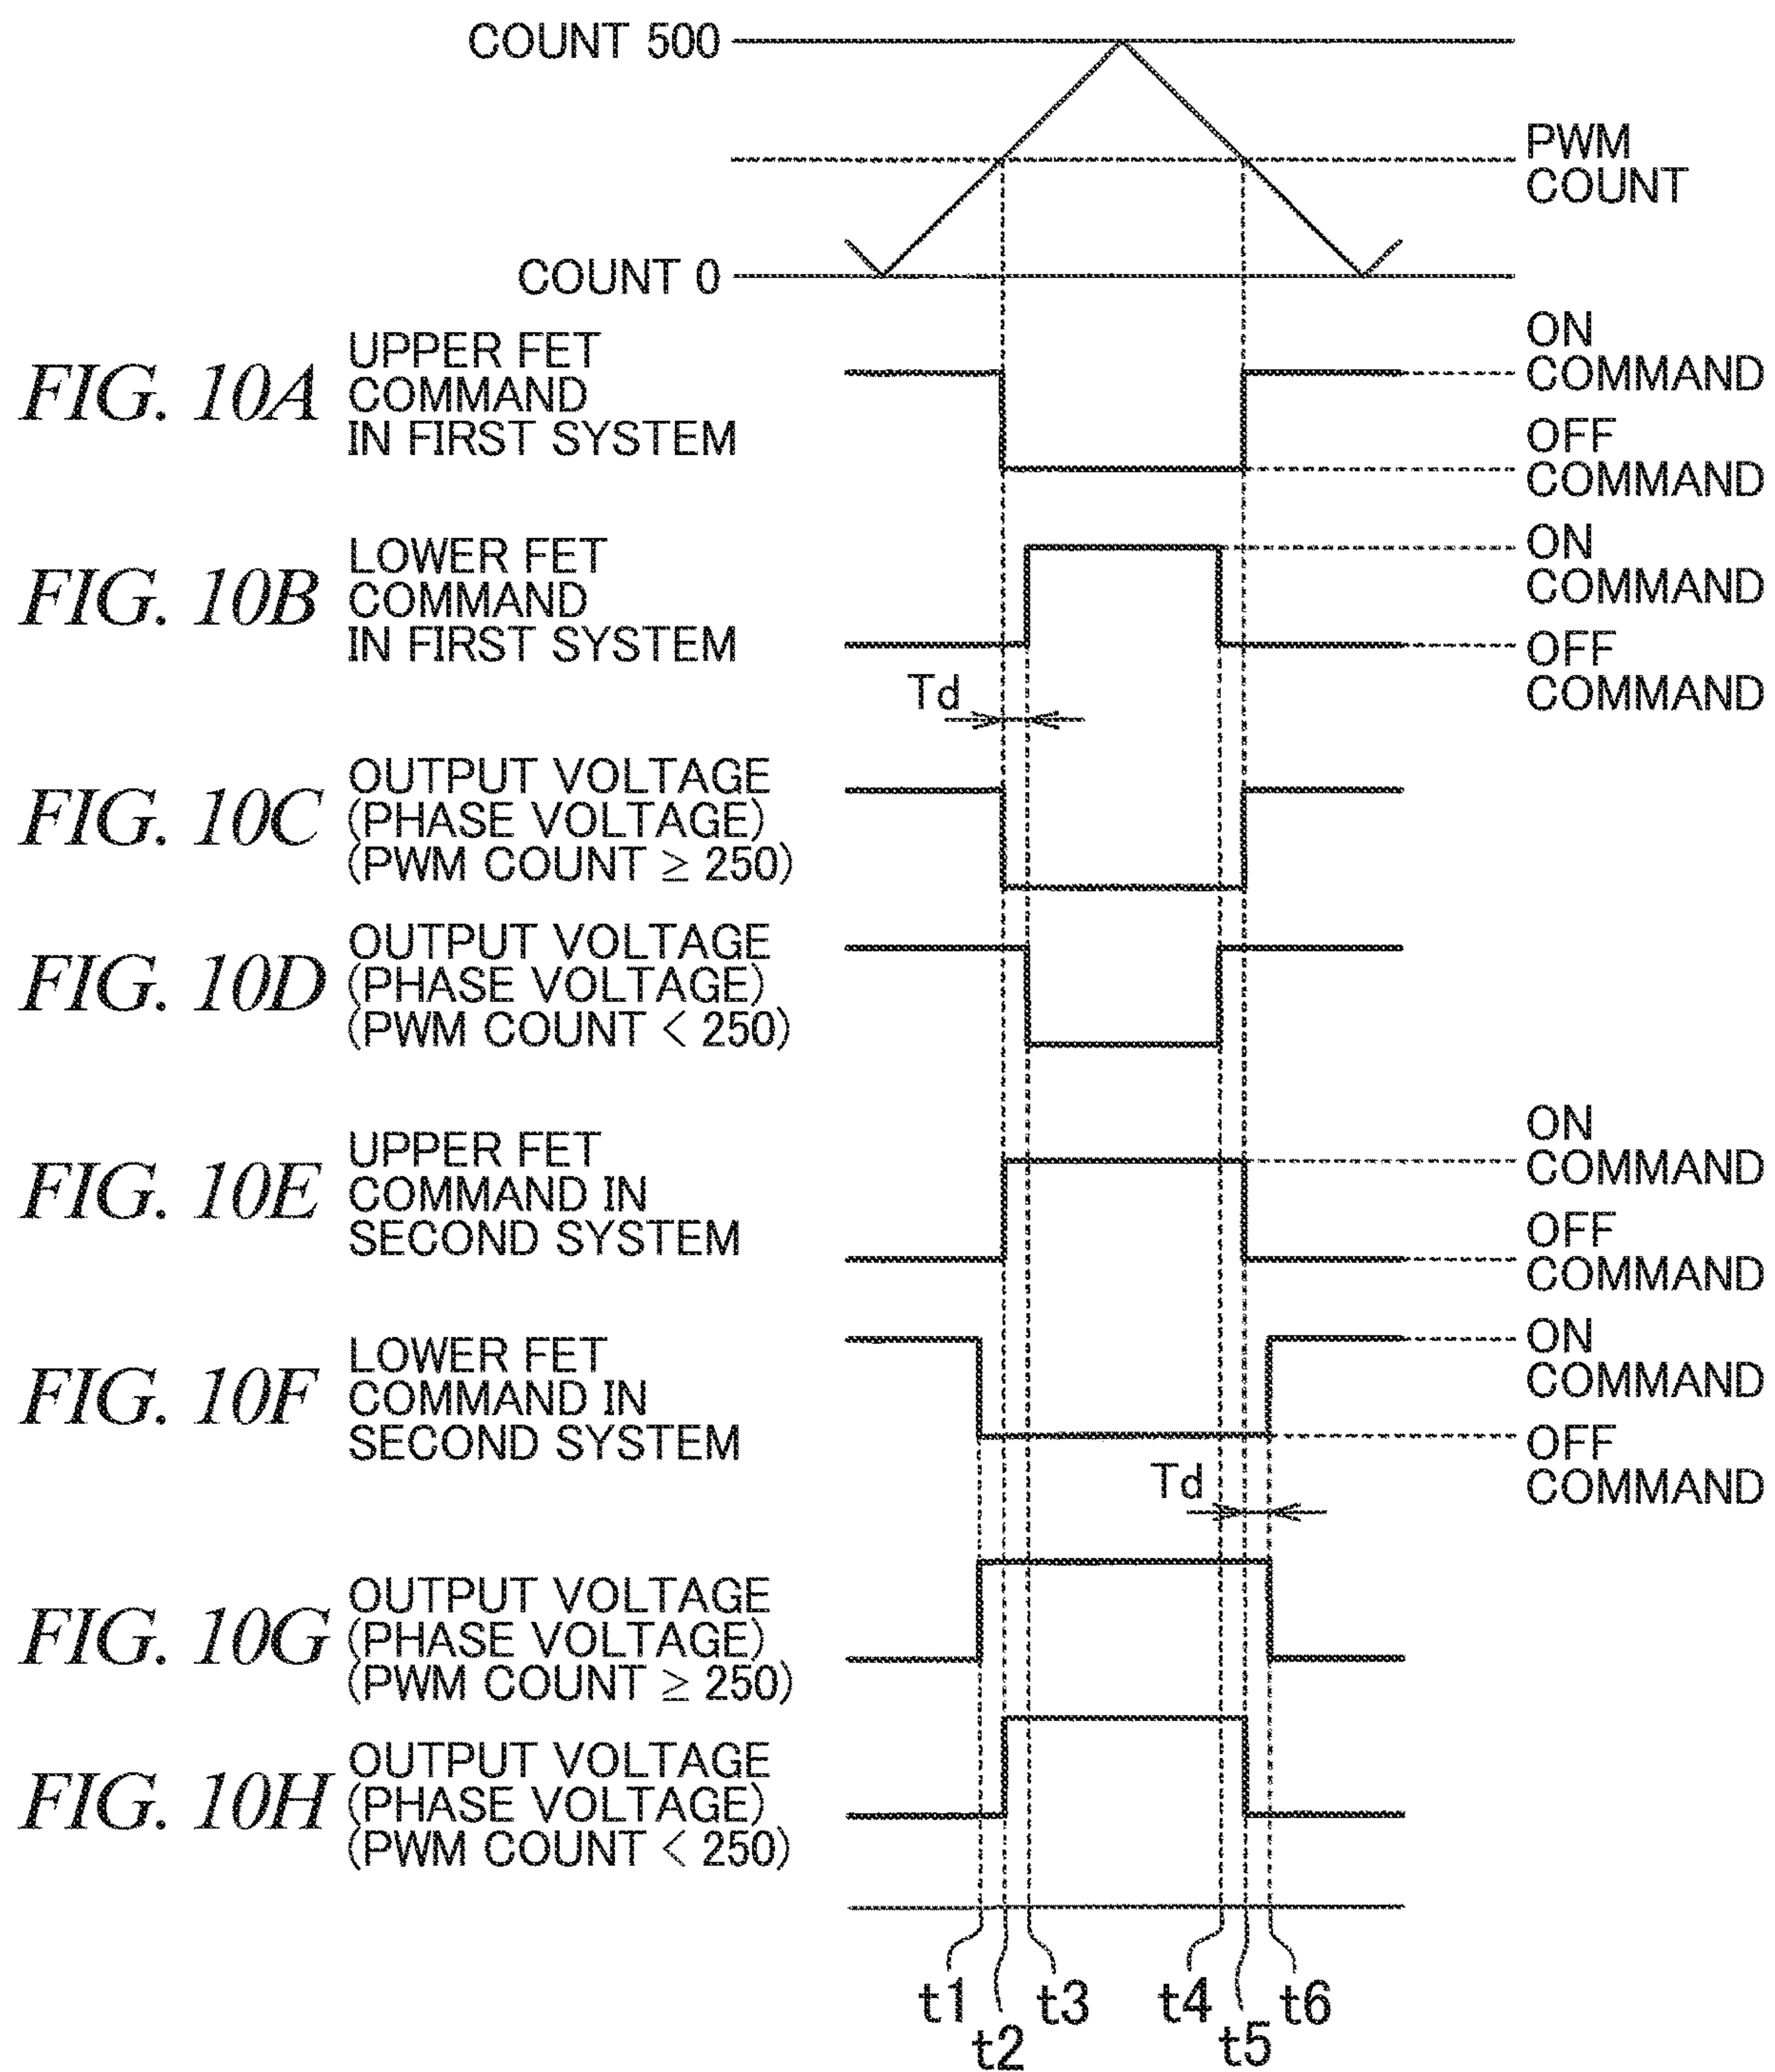 COUNT 500
PWM
COUNT
COUNT 0
FIG. 10A
UPPER FET
COMMAND
IN FIRST SYSTEM
ON
COMMAND
OFF
COMMAND
FIG. 10B
LOWER FET
COMMAND
IN FIRST SYSTEM
ON
COMMAND
OFF
COMMAND
Td
FIG. 10C
OUTPUT VOLTAGE
(PHASE VOLTAGE)
(PWM COUNT ≥ 250)
FIG. 10D
OUTPUT VOLTAGE
(PHASE VOLTAGE)
(PWM COUNT < 250)
FIG. 10E
UPPER FET
COMMAND IN
SECOND SYSTEM
ON
COMMAND
OFF
COMMAND
FIG. 10F
LOWER FET
COMMAND IN
SECOND SYSTEM
ON
COMMAND
OFF
COMMAND
Td
FIG. 10G
OUTPUT VOLTAGE
(PHASE VOLTAGE)
(PWM COUNT ≥ 250)
FIG. 10H
OUTPUT VOLTAGE
(PHASE VOLTAGE)
(PWM COUNT < 250)
t1 t2 t3 t4 t5 t6